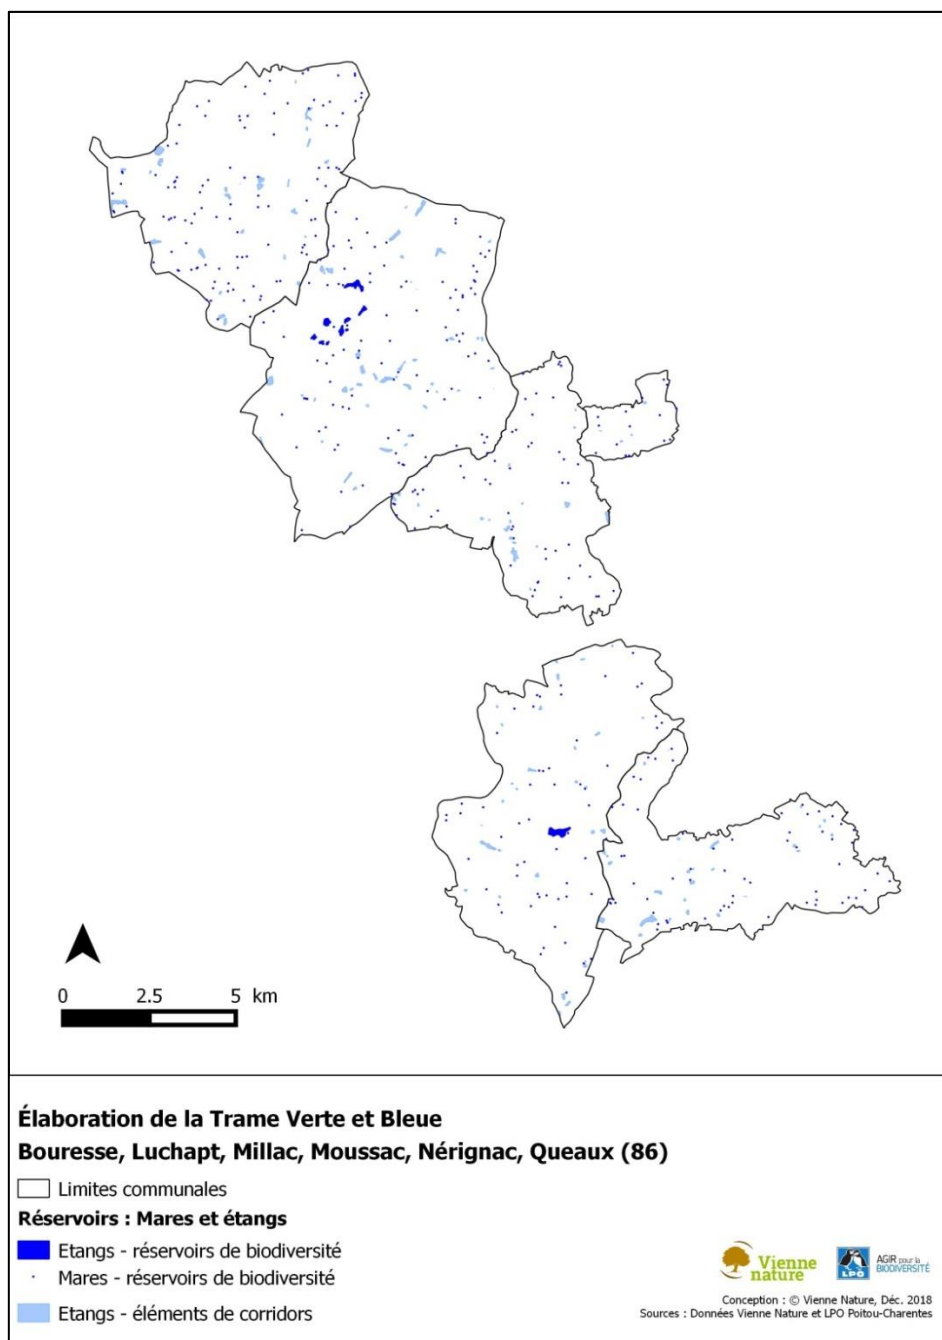 0 2.5 5 km
Élaboration de la Trame Verte et Bleue
Bouresse, Luchapt, Millac, Moussac, Nérignac, Queaux (86)
Limites communales
Réservoirs : Mares et étangs
Etangs - réservoirs de biodiversité
Mares - réservoirs de biodiversité
Etangs - éléments de corridors
Vienne
nature
LPO
AGIR pour la
BIODIVERSITÉ
Conception : © Vienne Nature, Déc. 2018
Sources : Données Vienne Nature et LPO Poitou-Charentes